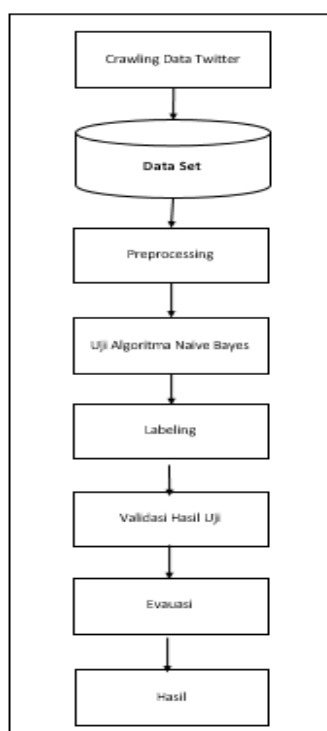 Crawling Data Twitter
Data Set
Preprocessing
Uji Algoritma Naive Bayes
Labeling
Validasi Hasil Uji
Evauasi
Hasil